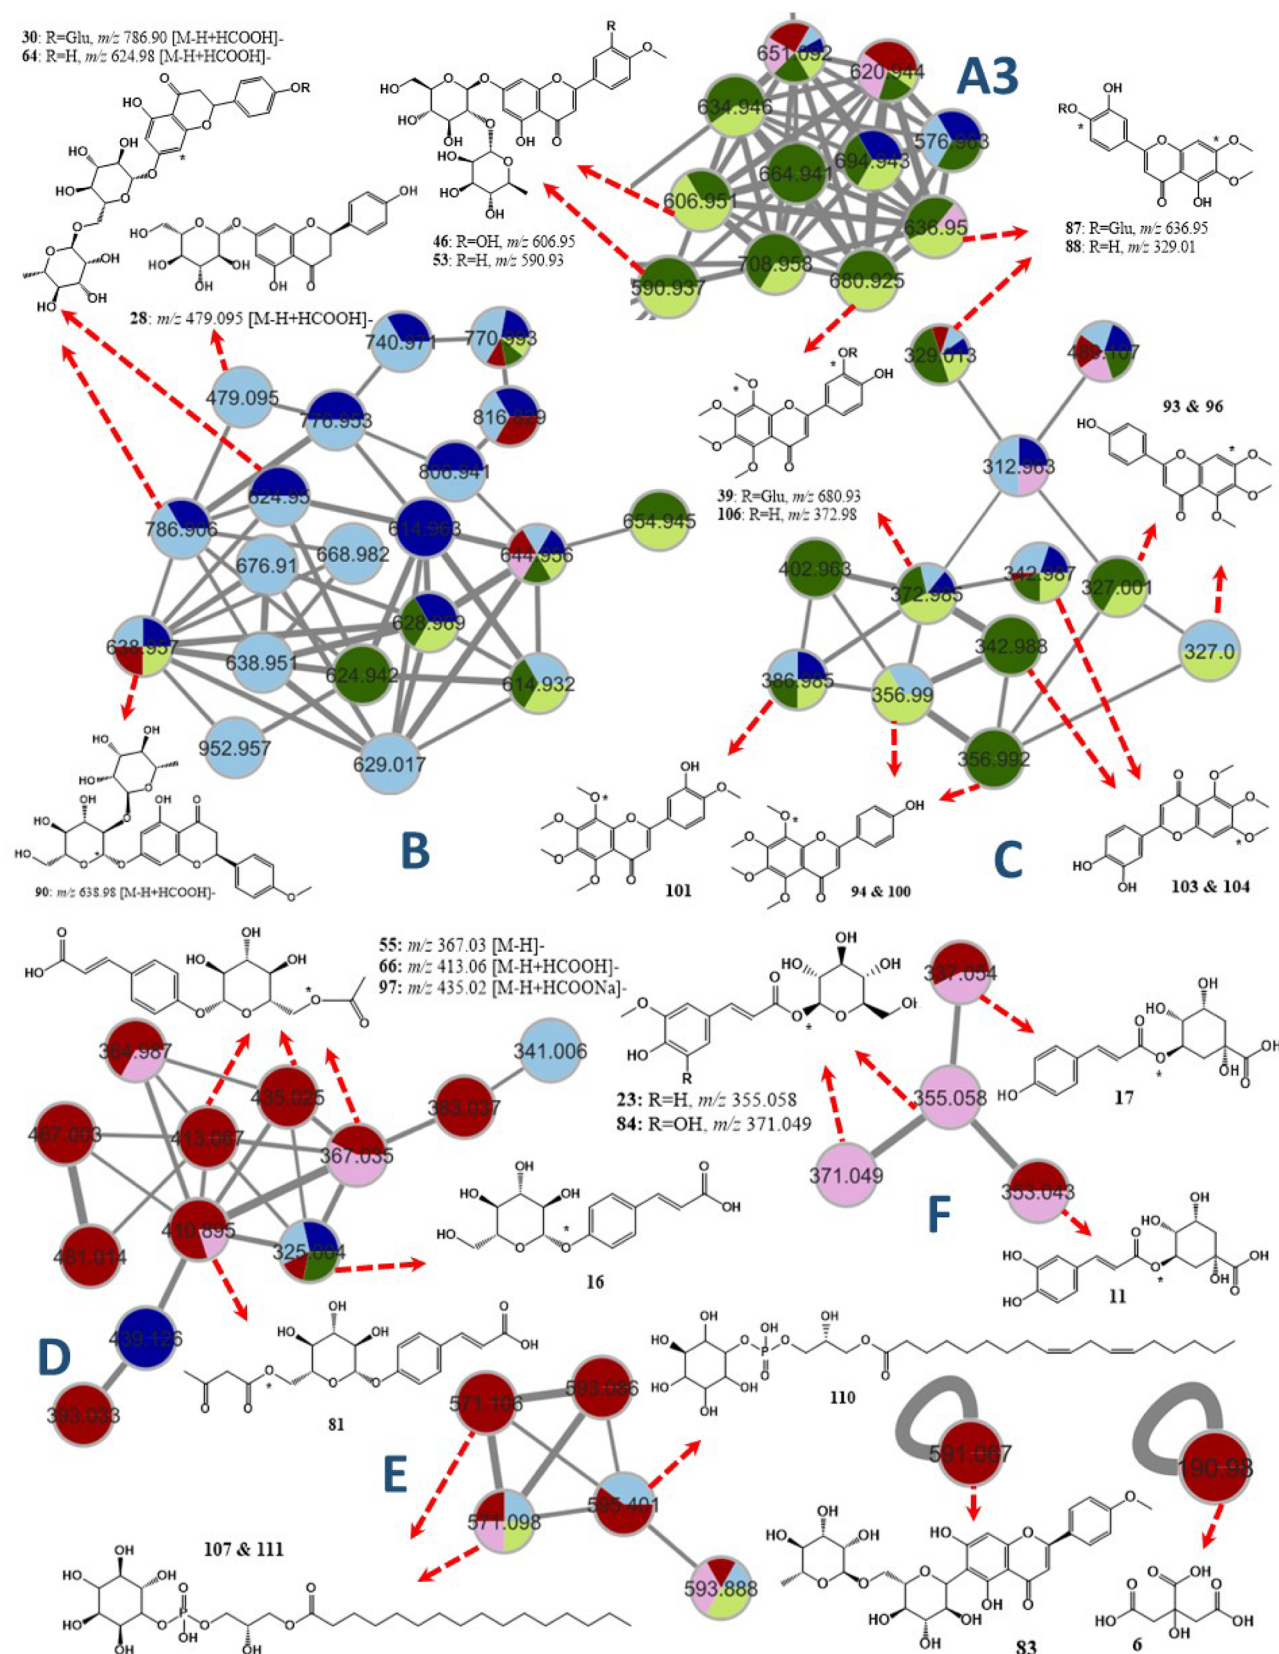 30: R=Glu, m/z 786.90 [M-H+HCOOH]-
64: R=H, m/z 624.98 [M-H+HCOOH]-
28: m/z 479.095 [M-H+HCOOH]-
46: R=OH, m/z 606.95
53: R=H, m/z 590.93
A3
651.092
620.944
634.946
576.963
694.943
664.941
606.951
636.95
708.958
590.937
680.925
87: R=Glu, m/z 636.95
88: R=H, m/z 329.01
740.971
770.993
479.095
776.953
816.829
806.941
624.95
786.906
614.963
654.945
668.982
644.956
676.91
628.969
638.957
638.951
624.942
614.932
952.957
629.017
B
90: m/z 638.98 [M-H+HCOOH]-
39: R=Glu, m/z 680.93
106: R=H, m/z 372.98
329.013
489.107
93 & 96
312.963
402.963
372.985
342.987
327.001
342.988
327.0
386.985
356.99
356.992
C
101
94 & 100
103 & 104
55: m/z 367.03 [M-H]-
66: m/z 413.06 [M-H+HCOOH]-
97: m/z 435.02 [M-H+HCOONa]-
364.987
435.025
341.006
383.037
467.003
413.067
367.035
410.895
325.004
481.014
439.126
393.033
D
16
81
23: R=H, m/z 355.058
84: R=OH, m/z 371.049
337.054
355.058
371.049
353.043
F
17
11
110
571.106
593.086
595.401
571.098
593.888
E
107 & 111
591.067
190.98
83
6